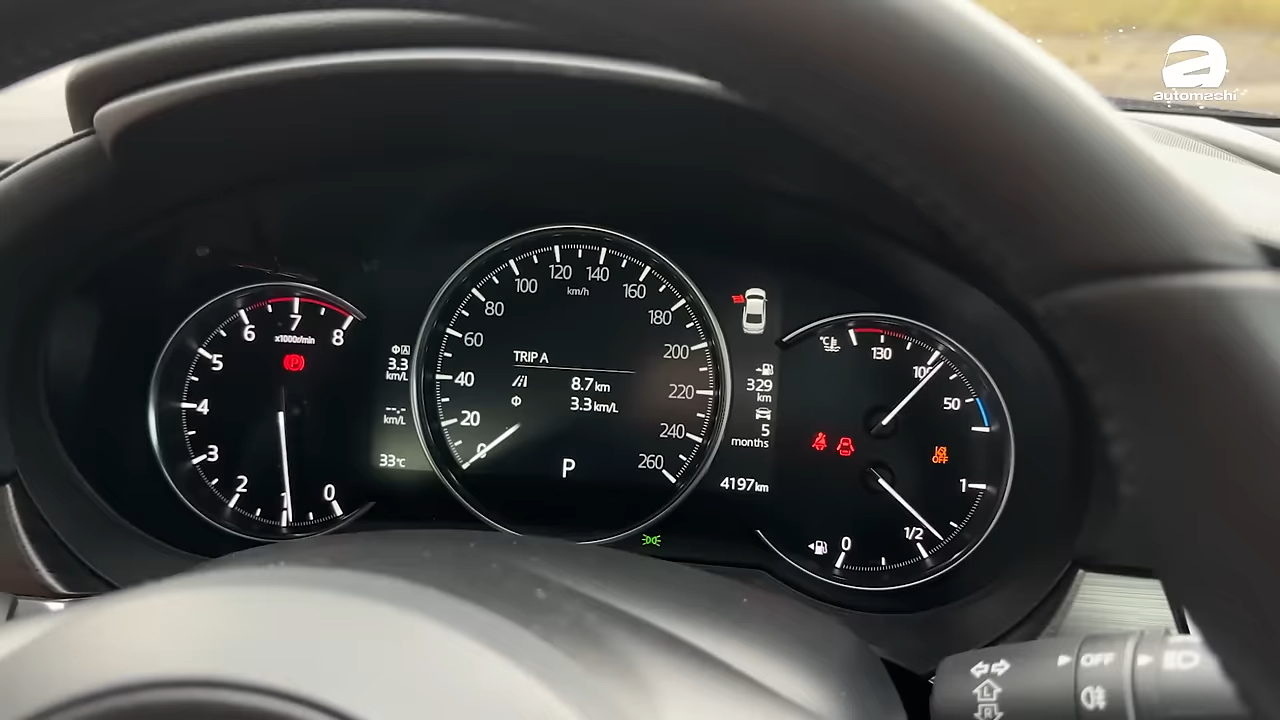 automachi
8
7
6
5
4
3
2
1
0
x1000r/min
P
A
3.3
km/L
--.-
km/L
33°C
0
20
40
60
80
100
120
140
160
180
200
220
240
260
km/h
TRIP A
8.7 km
3.3 km/L
P
329
km
5
months
4197km
°C
130
100
50
OFF
1
1/2
0
OFF
L
R